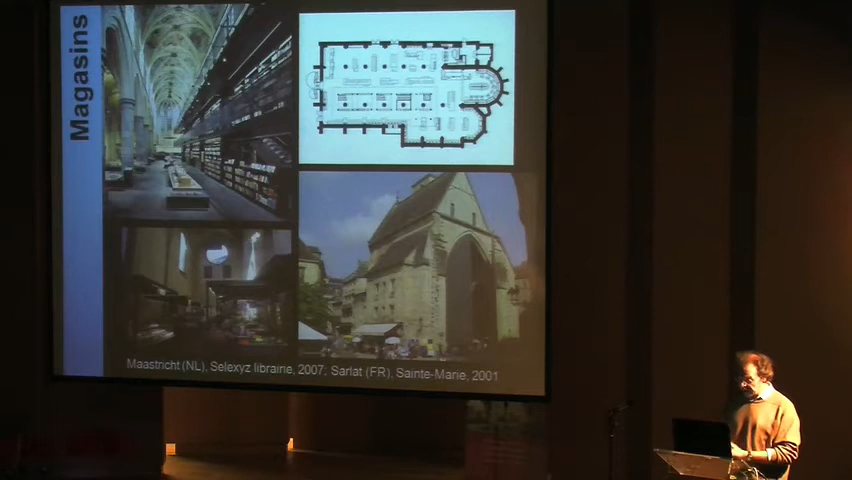 Magasins
Maastricht (NL), Selexyz librairie, 2007; Sarlat (FR), Sainte-Marie, 2001